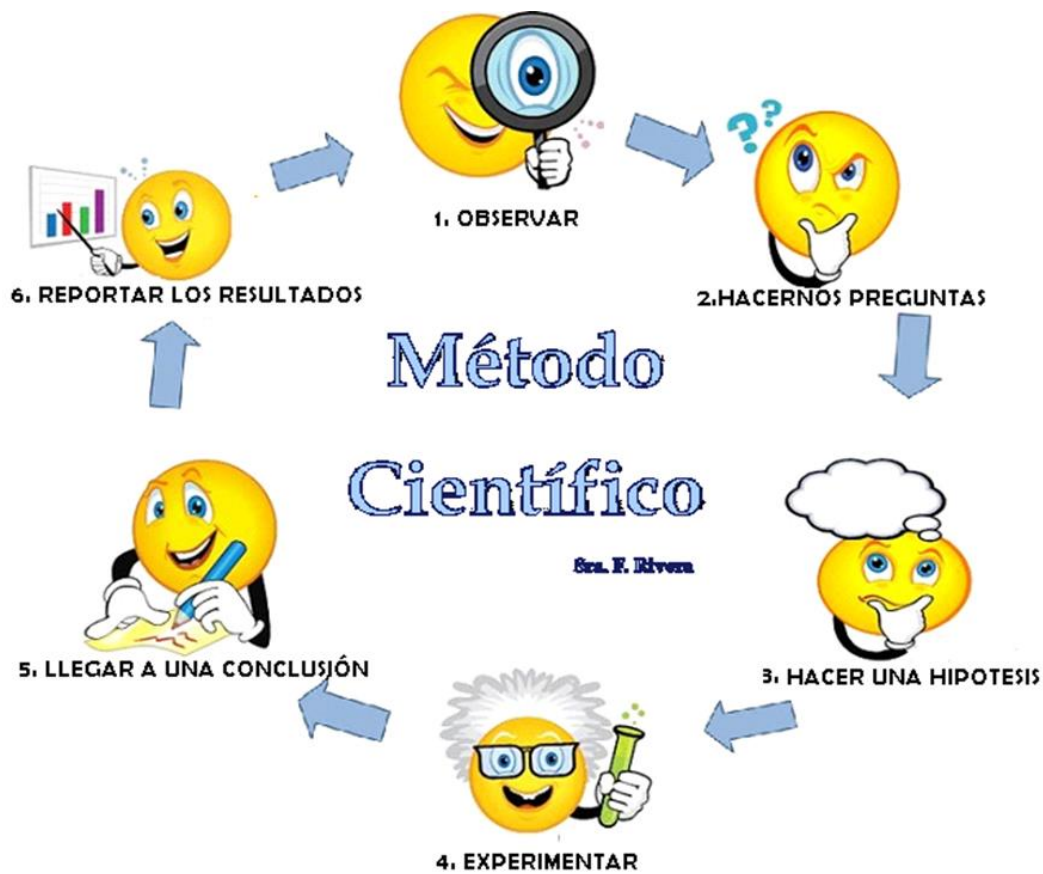 1. OBSERVAR
2.HACERNOS PREGUNTAS
3. HACER UNA HIPOTESIS
4. EXPERIMENTAR
5. LLEGAR A UNA CONCLUSIÓN
6. REPORTAR LOS RESULTADOS
Método
Científico
Sra. F. Rivera
??